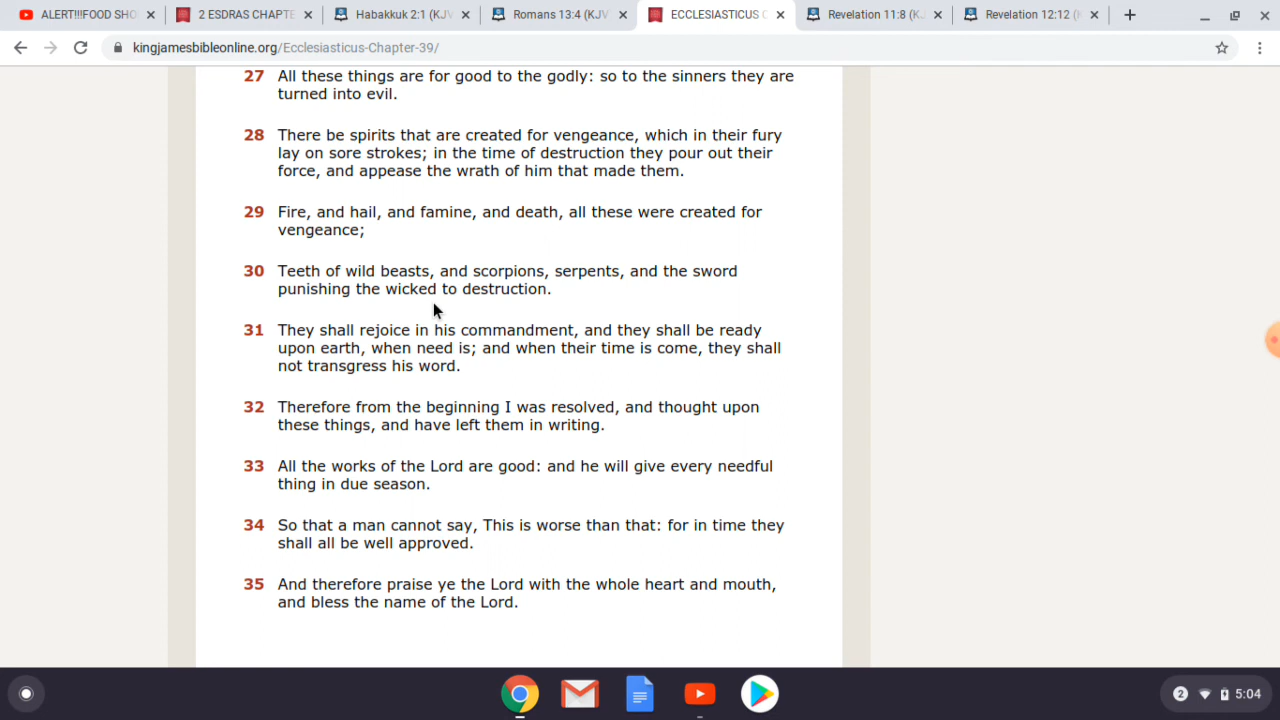 ALERT!!!FOOD SHO
2 ESDRAS CHAPTE
Habakkuk 2:1 (KJV
Romans 13:4 (KJV
ECCLESIASTICUS C
Revelation 11:8 (K
Revelation 12:12 (
kingjamesbibleonline.org/Ecclesiasticus-Chapter-39/
27 All these things are for good to the godly: so to the sinners they are
turned into evil.
28 There be spirits that are created for vengeance, which in their fury
lay on sore strokes; in the time of destruction they pour out their
force, and appease the wrath of him that made them.
29 Fire, and hail, and famine, and death, all these were created for
vengeance;
30 Teeth of wild beasts, and scorpions, serpents, and the sword
punishing the wicked to destruction.
31 They shall rejoice in his commandment, and they shall be ready
upon earth, when need is; and when their time is come, they shall
not transgress his word.
32 Therefore from the beginning I was resolved, and thought upon
these things, and have left them in writing.
33 All the works of the Lord are good: and he will give every needful
thing in due season.
34 So that a man cannot say, This is worse than that: for in time they
shall all be well approved.
35 And therefore praise ye the Lord with the whole heart and mouth,
and bless the name of the Lord.
2 5:04